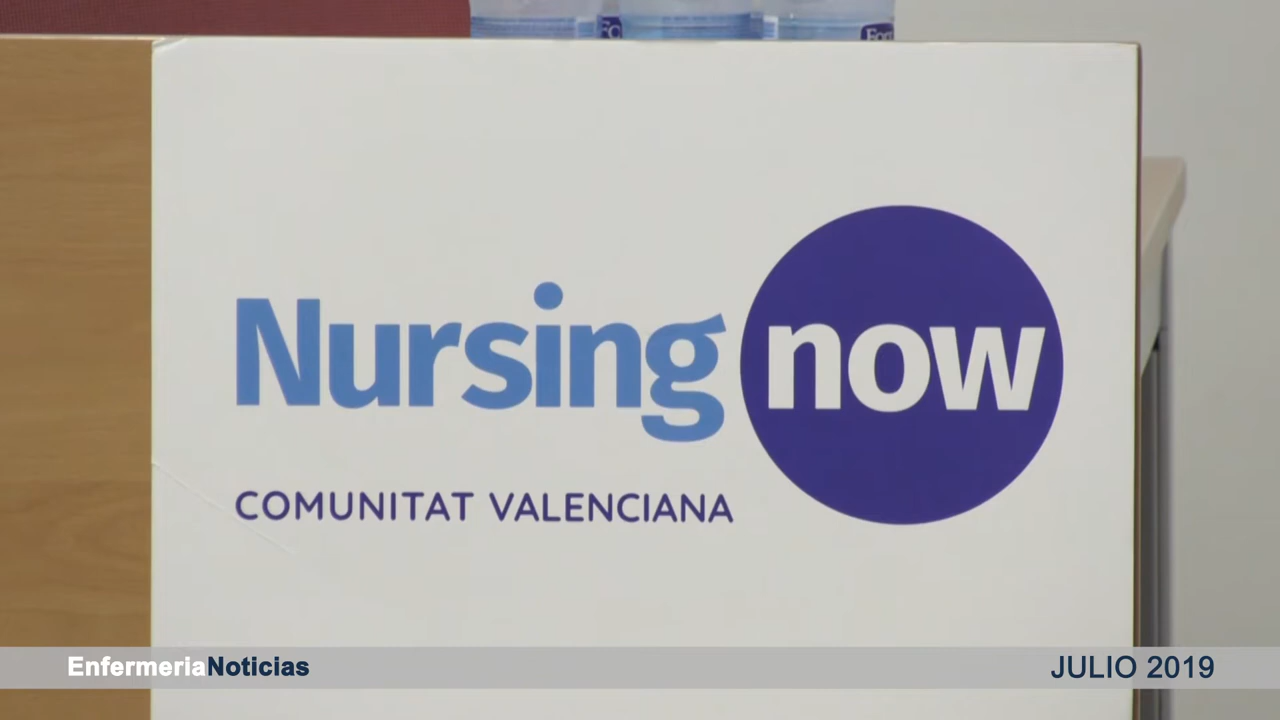 Nursing now
COMUNITAT VALENCIANA
EnfermeriaNoticias
JULIO 2019